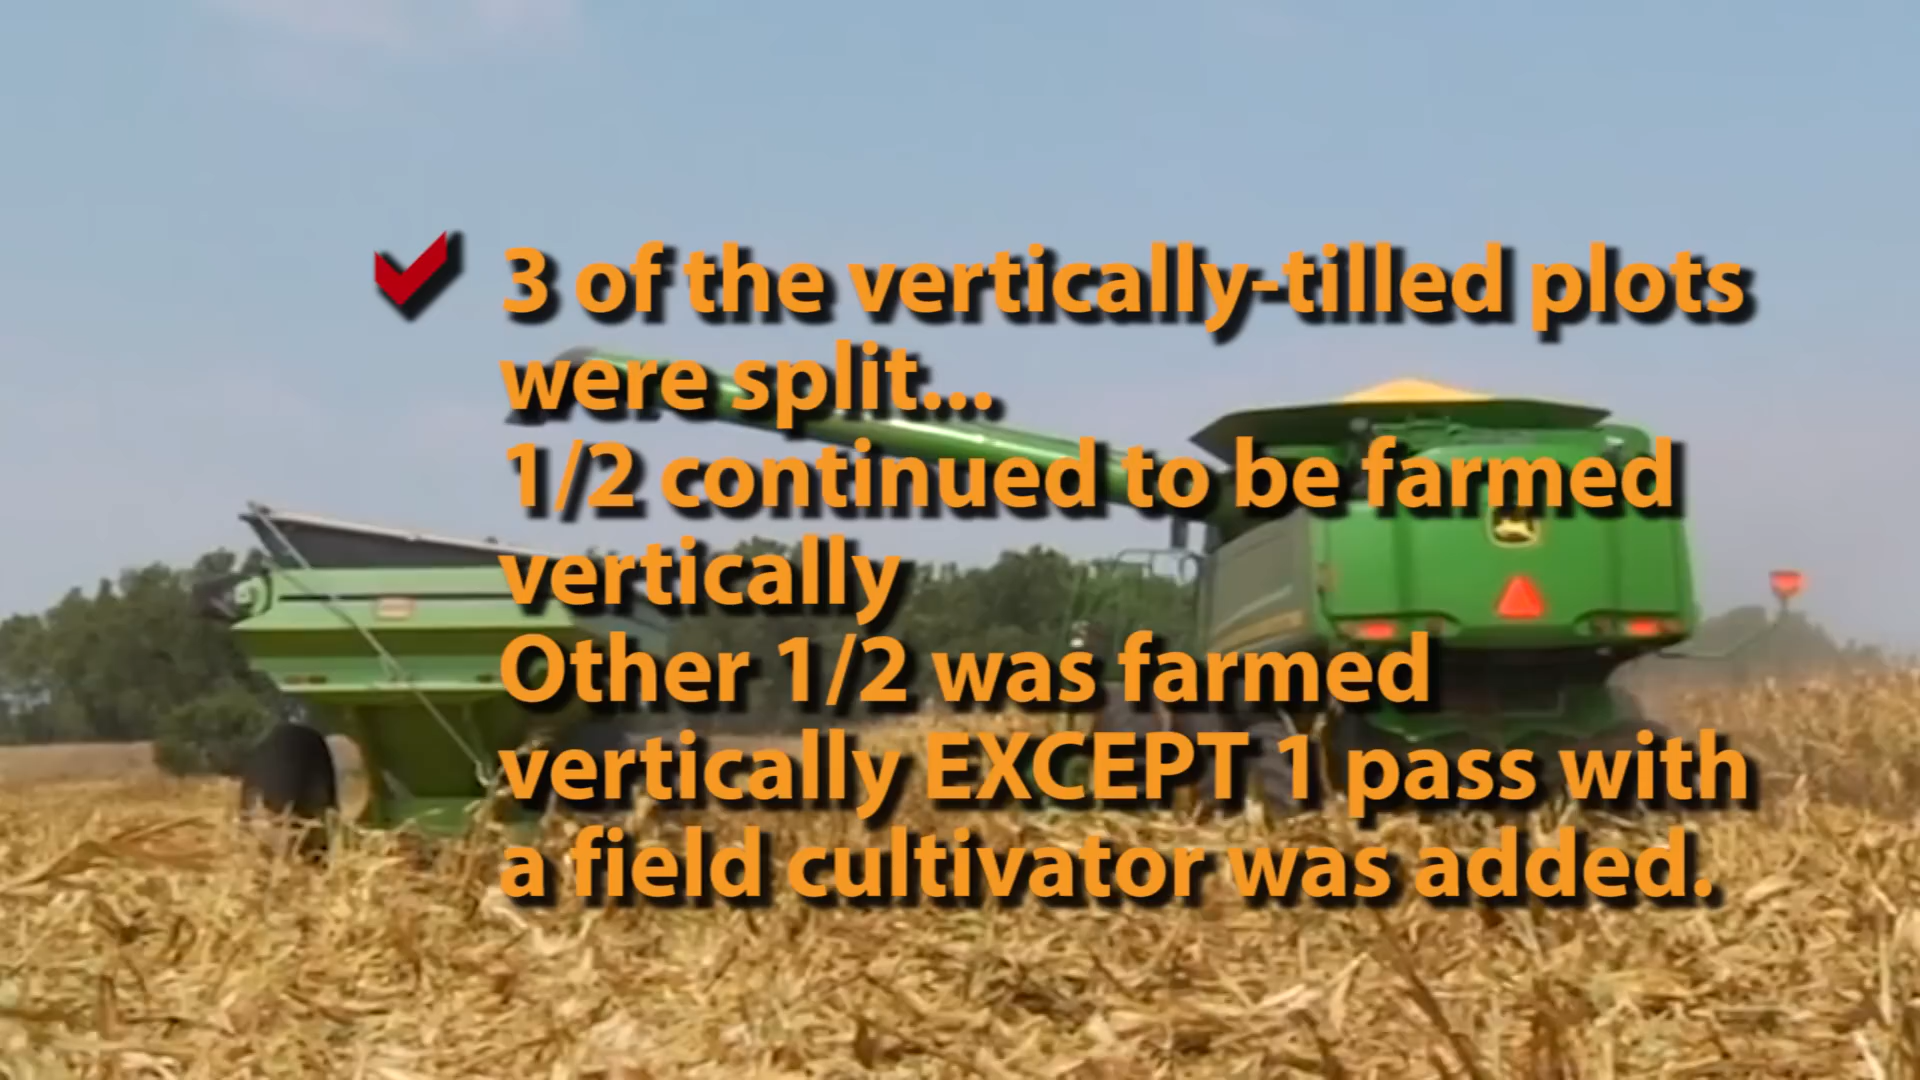 3 of the vertically-tilled plots
were split...
1/2 continued to be farmed
vertically
Other 1/2 was farmed
vertically EXCEPT 1 pass with
a field cultivator was added.